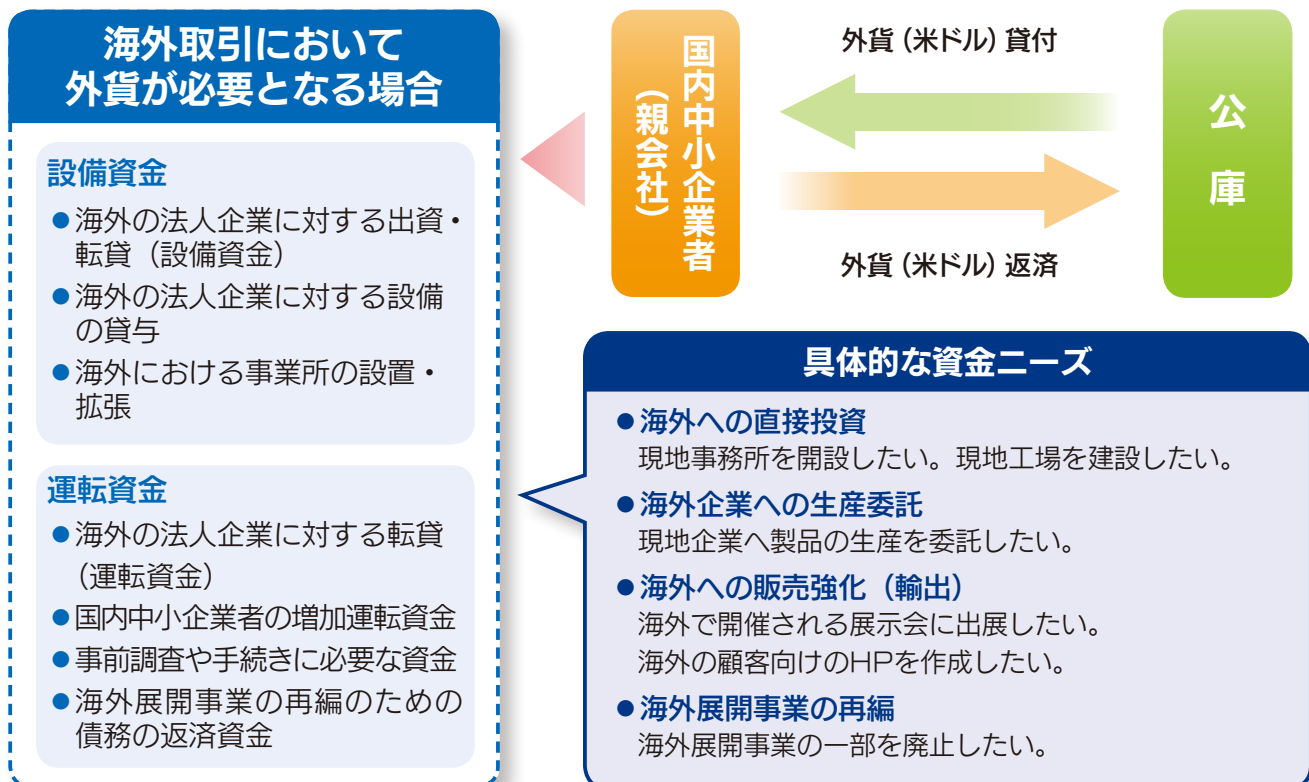 海外取引において
外貨が必要となる場合
設備資金
●海外の法人企業に対する出資・
転貸（設備資金）
●海外の法人企業に対する設備
の貸与
●海外における事業所の設置・
拡張
運転資金
●海外の法人企業に対する転貸
（運転資金）
●国内中小企業者の増加運転資金
●事前調査や手続きに必要な資金
●海外展開事業の再編のための
債務の返済資金
国内中小企業者
（親会社）
外貨（米ドル）貸付
外貨（米ドル）返済
公庫
具体的な資金ニーズ
●海外への直接投資
現地事務所を開設したい。現地工場を建設したい。
●海外企業への生産委託
現地企業へ製品の生産を委託したい。
●海外への販売強化（輸出）
海外で開催される展示会に出展したい。
海外の顧客向けのHPを作成したい。
●海外展開事業の再編
海外展開事業の一部を廃止したい。